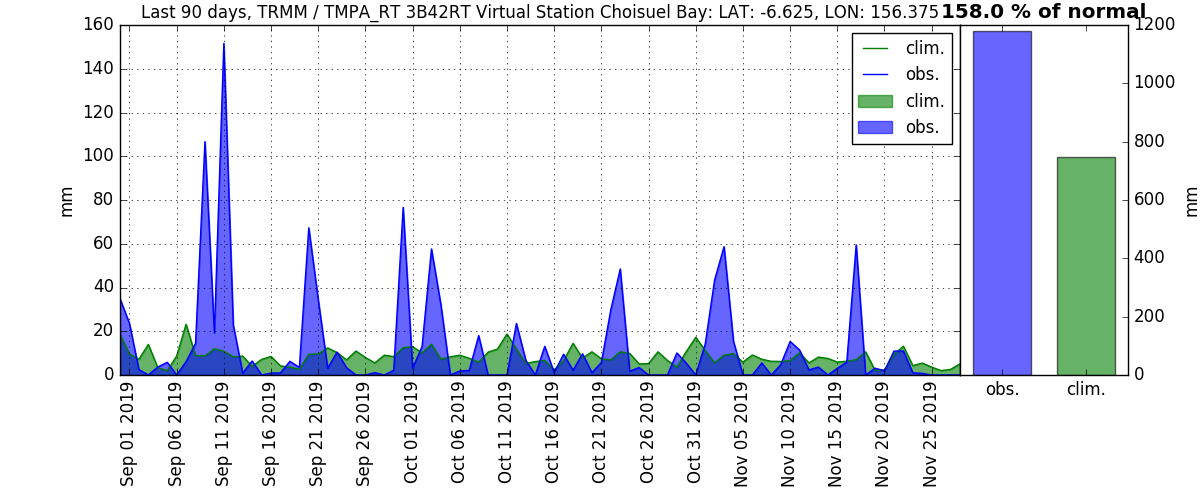 Last 90 days, TRMM / TMPA_RT 3B42RT Virtual Station Choisuel Bay: LAT: -6.625, LON: 156.375
158.0 % of normal
160
140
120
100
80
60
40
20
0
mm
clim.
obs.
clim.
obs.
Sep 01 2019
Sep 06 2019
Sep 11 2019
Sep 16 2019
Sep 21 2019
Sep 26 2019
Oct 01 2019
Oct 06 2019
Oct 11 2019
Oct 16 2019
Oct 21 2019
Oct 26 2019
Oct 31 2019
Nov 05 2019
Nov 10 2019
Nov 15 2019
Nov 20 2019
Nov 25 2019
1200
1000
800
600
400
200
0
mm
obs.
clim.